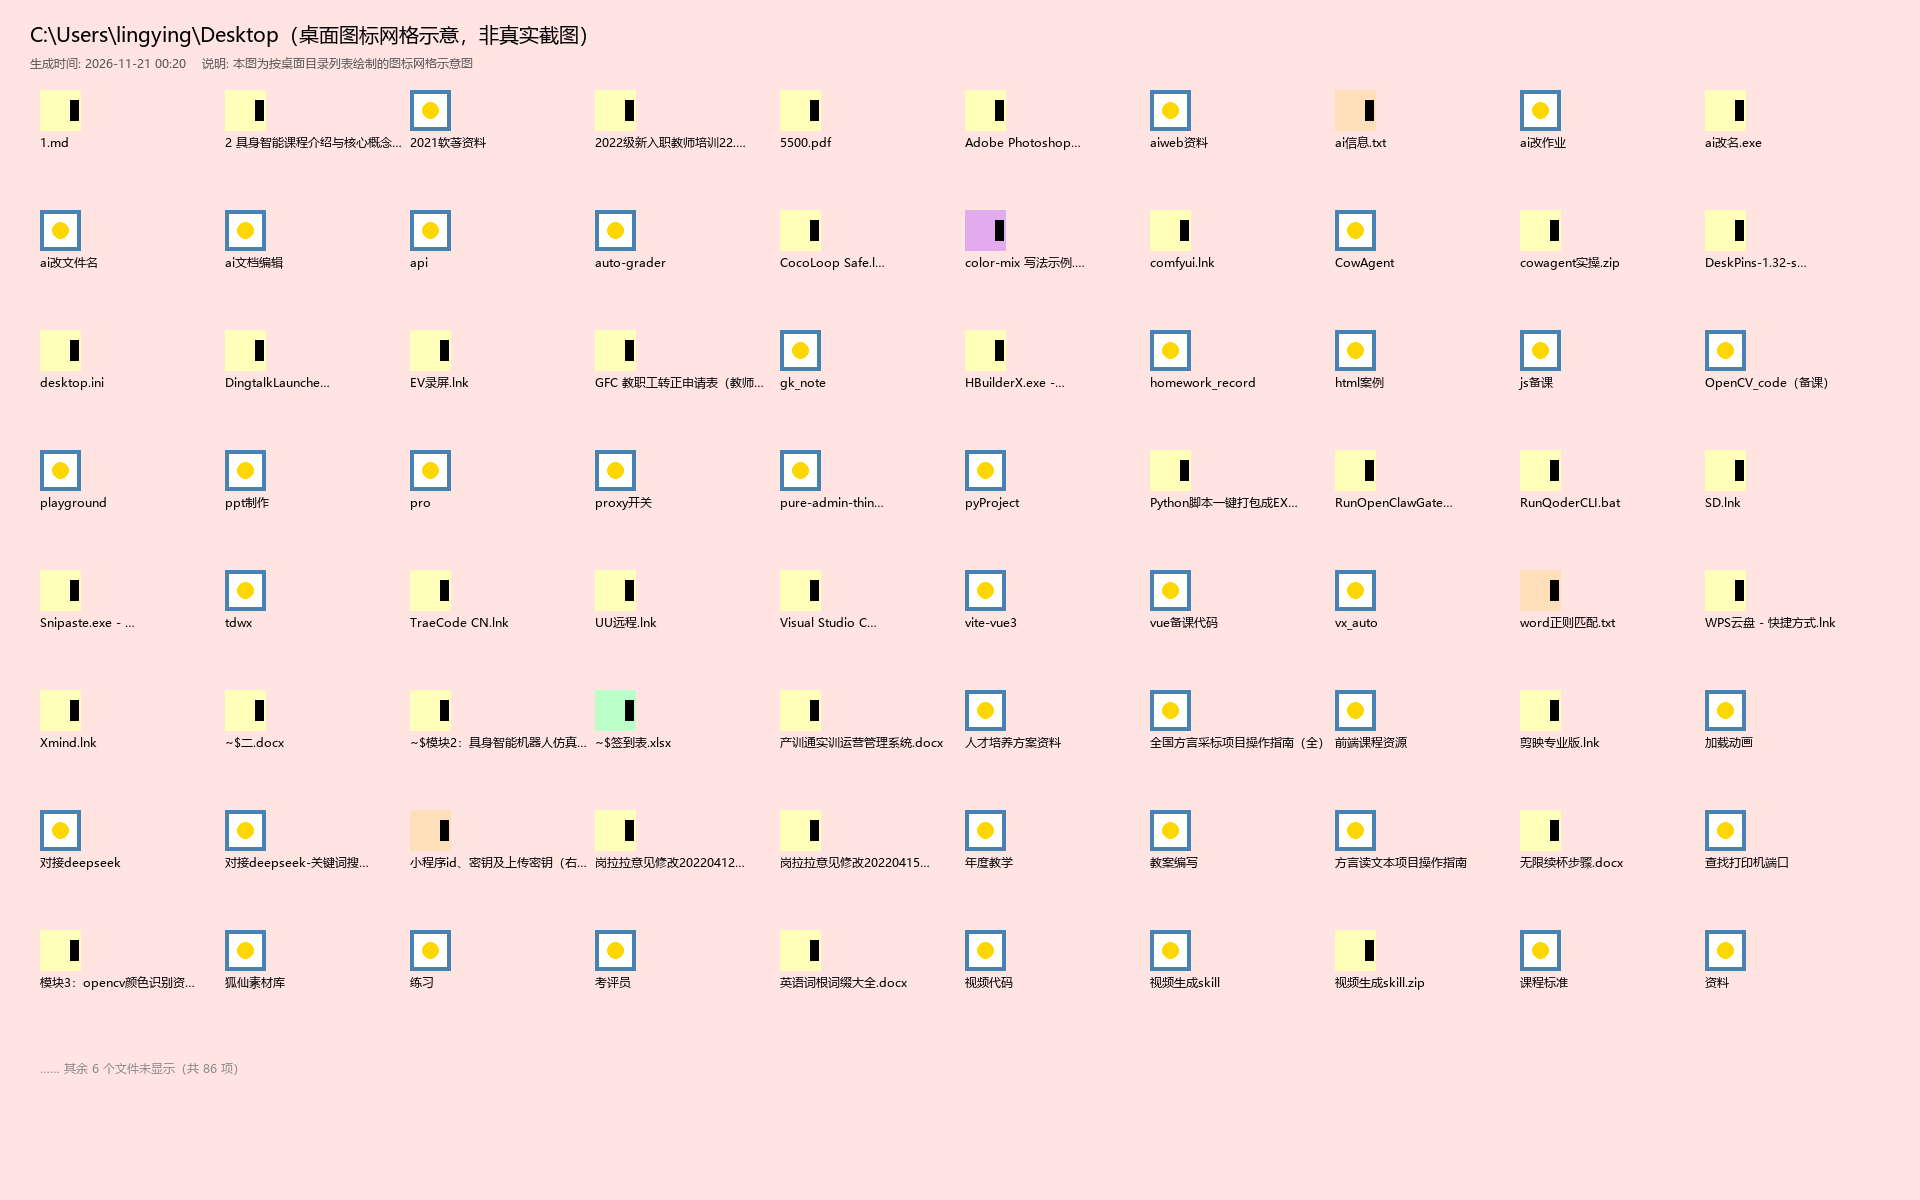 C:\Users\lingying\Desktop（桌面图标网格示意，非真实截图）
生成时间: 2026-11-21 00:20 说明: 本图为按桌面目录列表绘制的图标网格示意图
1.md
2 具身智能课程介绍与核心概念...
2021软著资料
2022级新入职教师培训22....
5500.pdf
Adobe Photoshop...
aiweb资料
ai信息.txt
ai改作业
ai改名.exe
ai改文件名
ai文档编辑
api
auto-grader
CocoLoop Safe.l...
color-mix 写法示例....
comfyui.lnk
CowAgent
cowagent实操.zip
DeskPins-1.32-s...
desktop.ini
DingtalkLaunche...
EV录屏.lnk
GFC 教职工转正申请表（教师...
gk_note
HBuilderX.exe -...
homework_record
html案例
js备课
OpenCV_code（备课）
playground
ppt制作
pro
proxy开关
pure-admin-thin...
pyProject
Python脚本一键打包成EX...
RunOpenClawGate...
RunQoderCLI.bat
SD.lnk
Snipaste.exe - ...
tdwx
TraeCode CN.lnk
UU远程.lnk
Visual Studio C...
vite-vue3
vue备课代码
vx_auto
word正则匹配.txt
WPS云盘 - 快捷方式.lnk
Xmind.lnk
~$二.docx
~$模块2：具身智能机器人仿真...
~$签到表.xlsx
产训通实训运营管理系统.docx
人才培养方案资料
全国方言采标项目操作指南（全）
前端课程资源
剪映专业版.lnk
加载动画
对接deepseek
对接deepseek-关键词搜...
小程序id、密钥及上传密钥（右...
岗拉拉意见修改20220412...
岗拉拉意见修改20220415...
年度教学
教案编写
方言读文本项目操作指南
无限续杯步骤.docx
查找打印机端口
模块3：opencv颜色识别资...
狐仙素材库
练习
考评员
英语词根词缀大全.docx
视频代码
视频生成skill
视频生成skill.zip
课程标准
资料
...... 其余 6 个文件未显示（共 86 项）